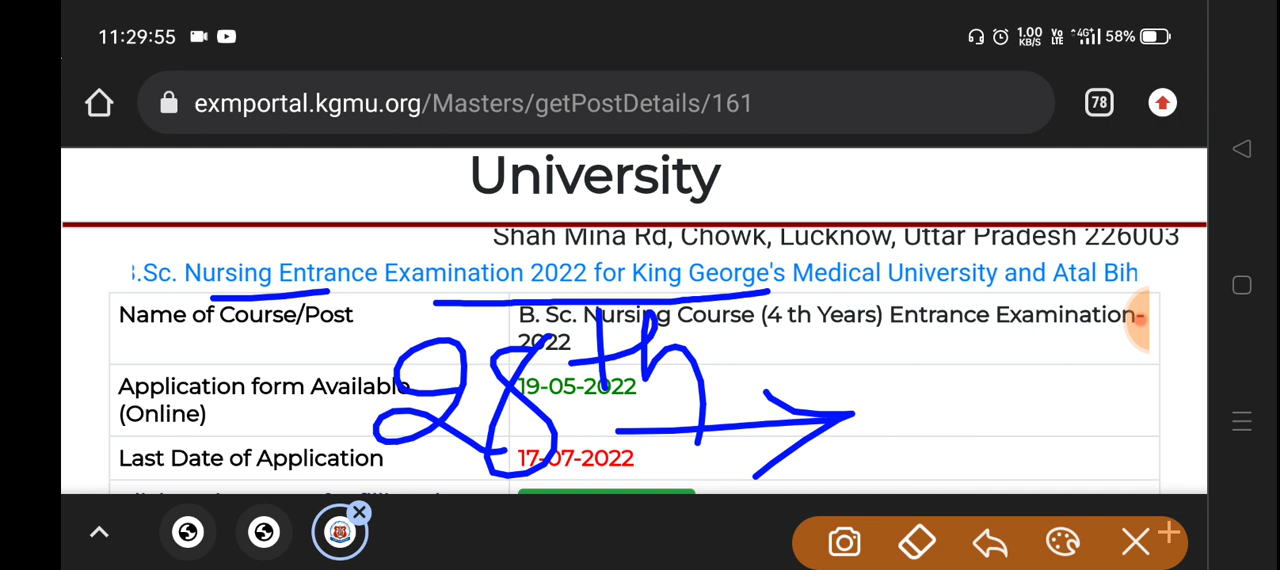 11:29:55 1.00 KB/S Vo LTE 4G+ 58%
exmportal.kgmu.org/Masters/getPostDetails/161 78
University
Shah Mina Rd, Chowk, Lucknow, Uttar Pradesh 226003
.Sc. Nursing Entrance Examination 2022 for King George's Medical University and Atal Bih
Name of Course/Post B. Sc. Nursing Course (4 th Years) Entrance Examination-
2022
28th
Application form Available 19-05-2022
(Online)
Last Date of Application 17-07-2022